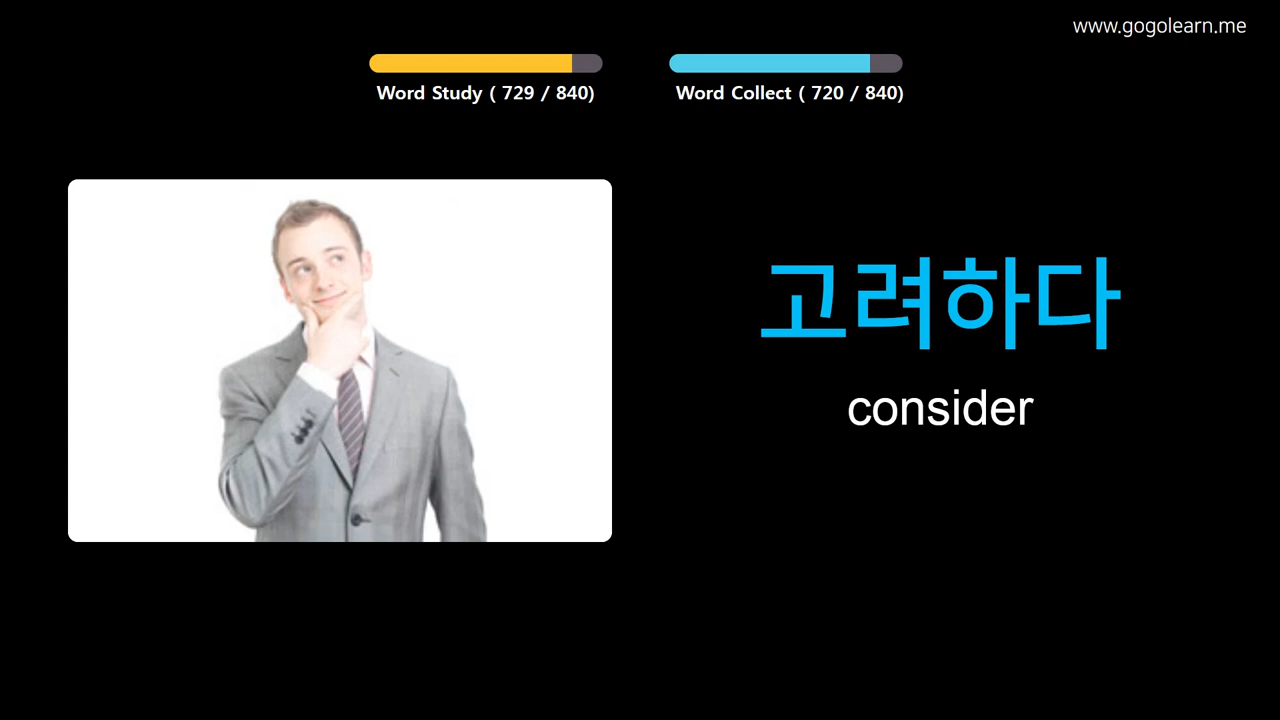 www.gogolearn.me
Word Study ( 729 / 840)
Word Collect ( 720 / 840)
고려하다
consider